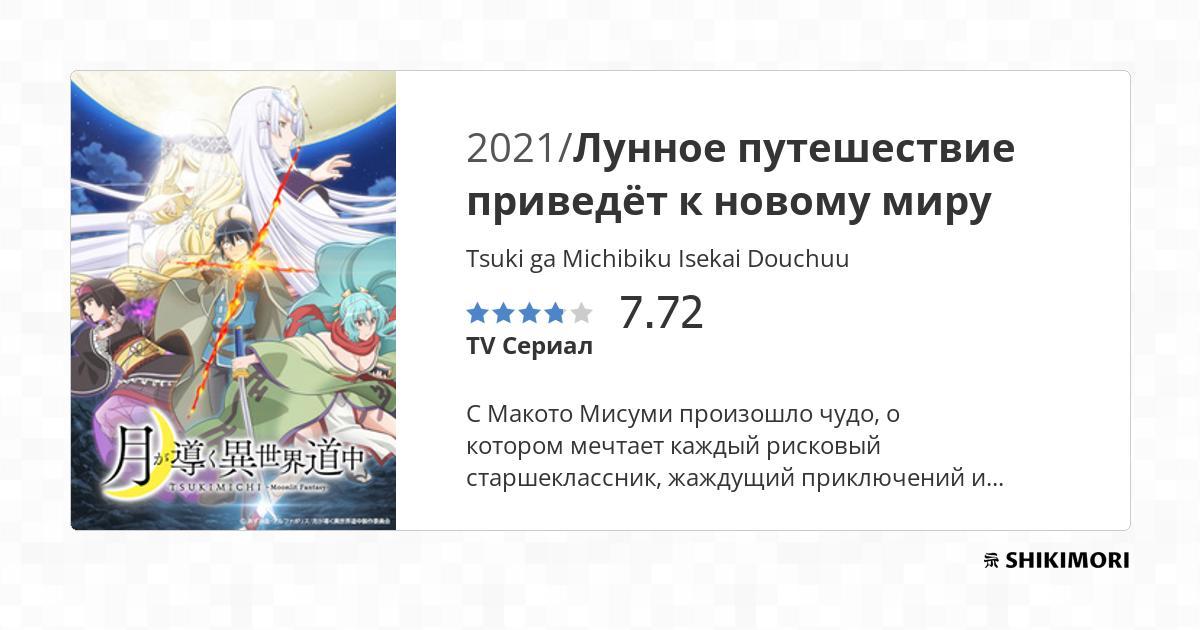 2021/Лунное путешествие
приведёт к новому миру
Tsuki ga Michibiku Isekai Douchuu
7.72
TV Сериал
С Макото Мисуми произошло чудо, о
котором мечтает каждый рисковый
старшеклассник, жаждущий приключений и...
月が導く異世界道中
TSUKIMICHI -Moonlit Fantasy-
SHIKIMORI